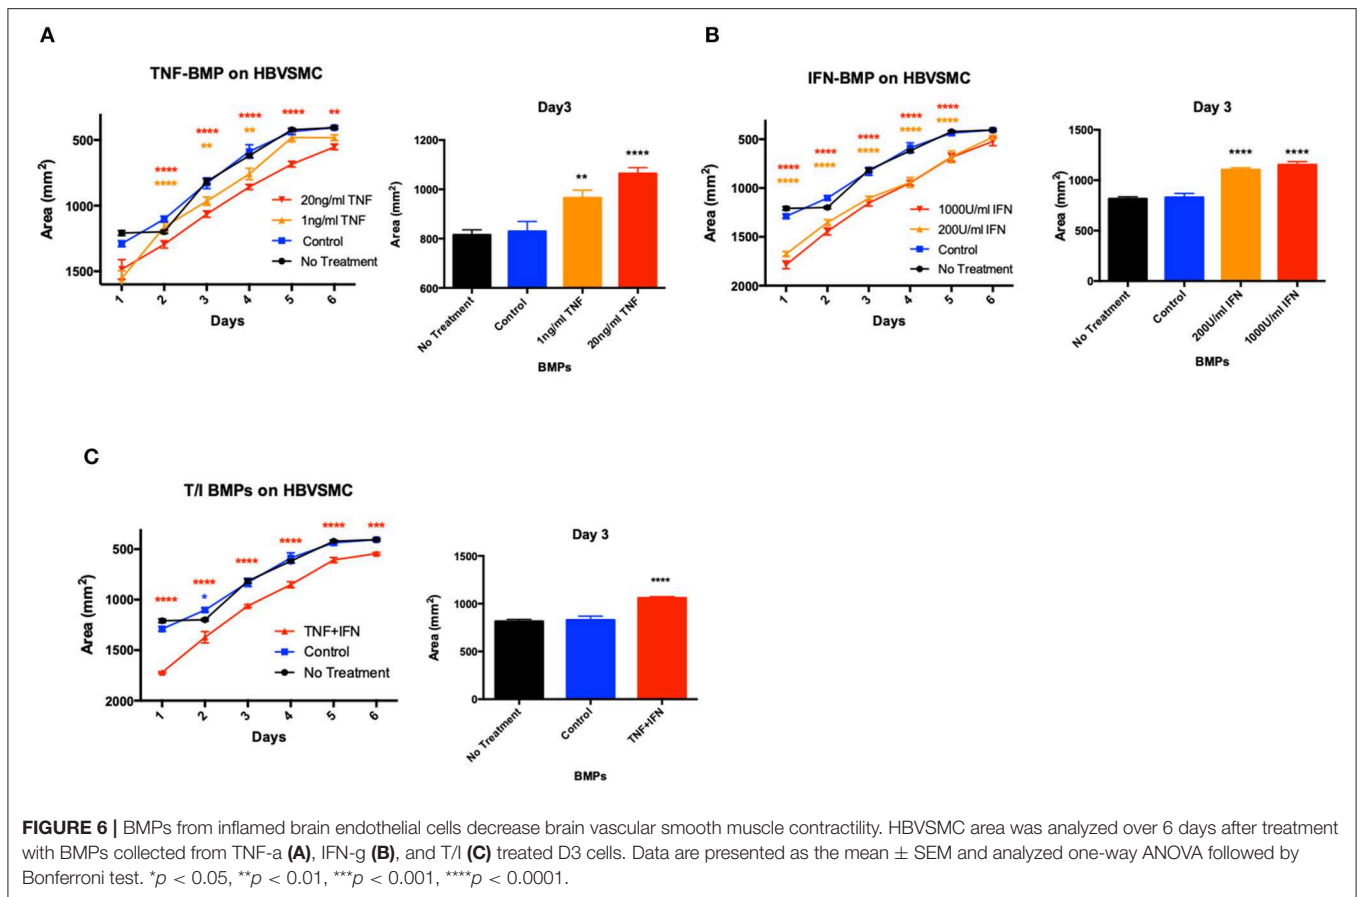 A
TNF-BMP on HBVSMC
****
****
**
****
**
****
****
**
500
1000
1500
Area (mm²)
20ng/ml TNF
1ng/ml TNF
Control
No Treatment
1 2 3 4 5 6
Days
Day3
1200
1000
800
600
Area (mm²)
**
****
No Treatment
Control
1ng/ml TNF
20ng/ml TNF
BMPs
B
IFN-BMP on HBVSMC
****
****
****
****
****
****
****
****
****
****
500
1000
1500
2000
Area (mm²)
1000U/ml IFN
200U/ml IFN
Control
No Treatment
1 2 3 4 5 6
Days
Day 3
1500
1000
500
0
Area (mm²)
****
****
No Treatment
Control
200U/ml IFN
1000U/ml IFN
BMPs
C
T/I BMPs on HBVSMC
****
****
*
****
****
****
***
500
1000
1500
2000
Area (mm²)
TNF+IFN
Control
No Treatment
1 2 3 4 5 6
Days
Day 3
1500
1000
500
0
Area (mm²)
****
No Treatment
Control
TNF+IFN
BMPs
FIGURE 6 | BMPs from inflamed brain endothelial cells decrease brain vascular smooth muscle contractility. HBVSMC area was analyzed over 6 days after treatment
with BMPs collected from TNF-a (A), IFN-g (B), and T/I (C) treated D3 cells. Data are presented as the mean ± SEM and analyzed one-way ANOVA followed by
Bonferroni test. *p < 0.05, **p < 0.01, ***p < 0.001, ****p < 0.0001.